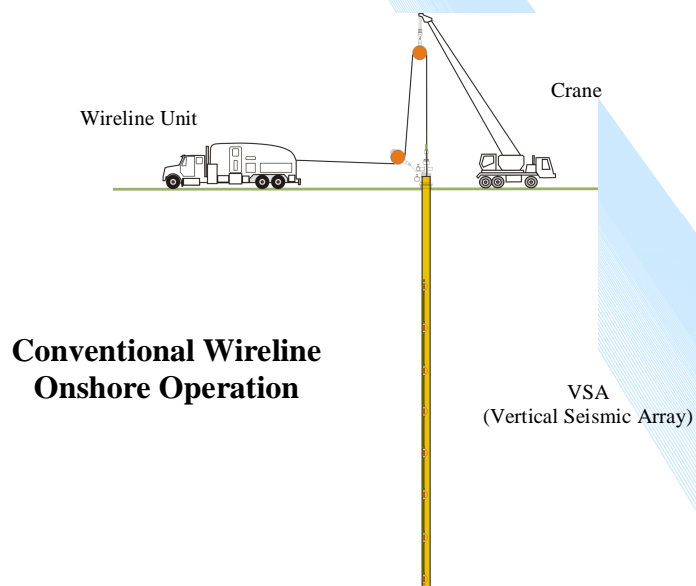 Crane
Wireline Unit
Conventional Wireline
Onshore Operation
VSA
(Vertical Seismic Array)